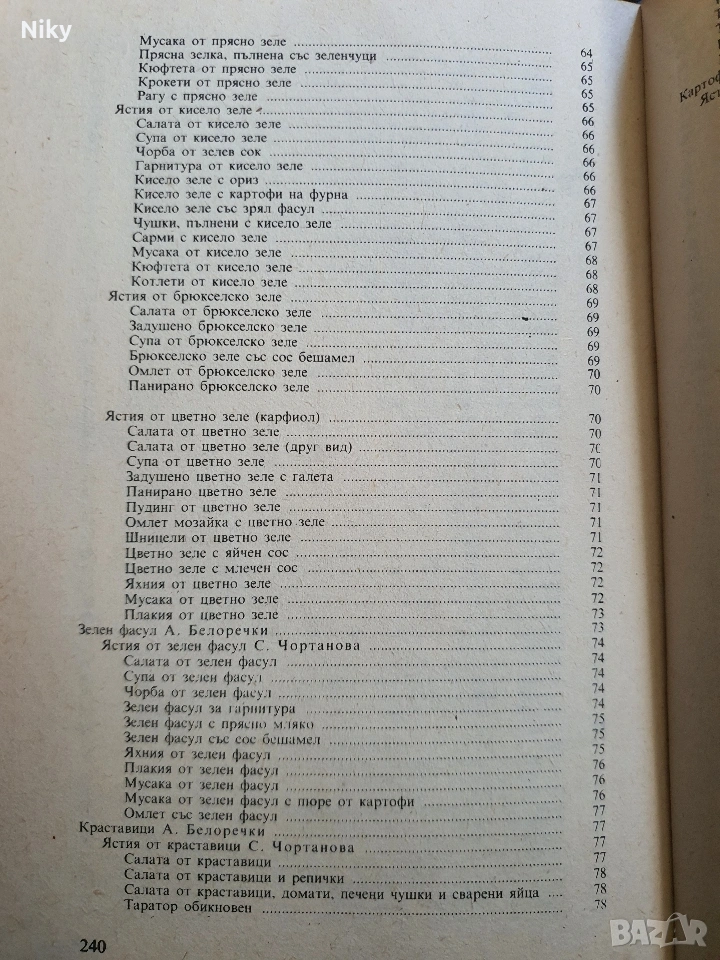 Niky
Мусака от прясно зеле ........ 64
Прясна зелка, пълнена със зеленчуци ........ 65
Кюфтета от прясно зеле ........ 65
Крокети от прясно зеле ........ 65
Рагу с прясно зеле ........ 65
Ястия от кисело зеле ........ 66
Салата от кисело зеле ........ 66
Супа от кисело зеле ........ 66
Чорба от зелев сок ........ 66
Гарнитура от кисело зеле ........ 66
Кисело зеле с ориз ........ 66
Кисело зеле с картофи на фурна ........ 67
Кисело зеле със зрял фасул ........ 67
Чушки, пълнени с кисело зеле ........ 67
Сарми с кисело зеле ........ 67
Мусака от кисело зеле ........ 68
Кюфтета от кисело зеле ........ 68
Котлети от кисело зеле ........ 68
Ястия от брюкселско зеле ........ 69
Салата от брюкселско зеле ........ 69
Задушено брюкселско зеле ........ 69
Супа от брюкселско зеле ........ 69
Брюкселско зеле със сос бешамел ........ 69
Омлет от брюкселско зеле ........ 70
Панирано брюкселско зеле ........ 70
Ястия от цветно зеле (карфиол) ........ 70
Салата от цветно зеле ........ 70
Салата от цветно зеле (друг вид) ........ 70
Супа от цветно зеле ........ 70
Задушено цветно зеле с галета ........ 71
Панирано цветно зеле ........ 71
Пудинг от цветно зеле ........ 71
Омлет мозайка с цветно зеле ........ 71
Шницели от цветно зеле ........ 71
Цветно зеле с яйчен сос ........ 72
Цветно зеле с млечен сос ........ 72
Яхния от цветно зеле ........ 72
Мусака от цветно зеле ........ 72
Плакия от цветно зеле ........ 73
Зелен фасул А. Белоречки ........ 73
Ястия от зелен фасул С. Чортанова ........ 74
Салата от зелен фасул ........ 74
Супа от зелен фасул ........ 74
Чорба от зелен фасул ........ 74
Зелен фасул за гарнитура ........ 74
Зелен фасул с прясно мляко ........ 75
Зелен фасул със сос бешамел ........ 75
Яхния от зелен фасул ........ 75
Плакия от зелен фасул ........ 76
Мусака от зелен фасул ........ 76
Мусака от зелен фасул с пюре от картофи ........ 76
Омлет със зелен фасул ........ 77
Краставици А. Белоречки ........ 77
Ястия от краставици С. Чортанова ........ 77
Салата от краставици ........ 77
Салата от краставици и репички ........ 78
Салата от краставици, домати, печени чушки и сварени яйца .... 78
Таратор обикновен ........ 78
240
Картоф
Яст
BAZAR